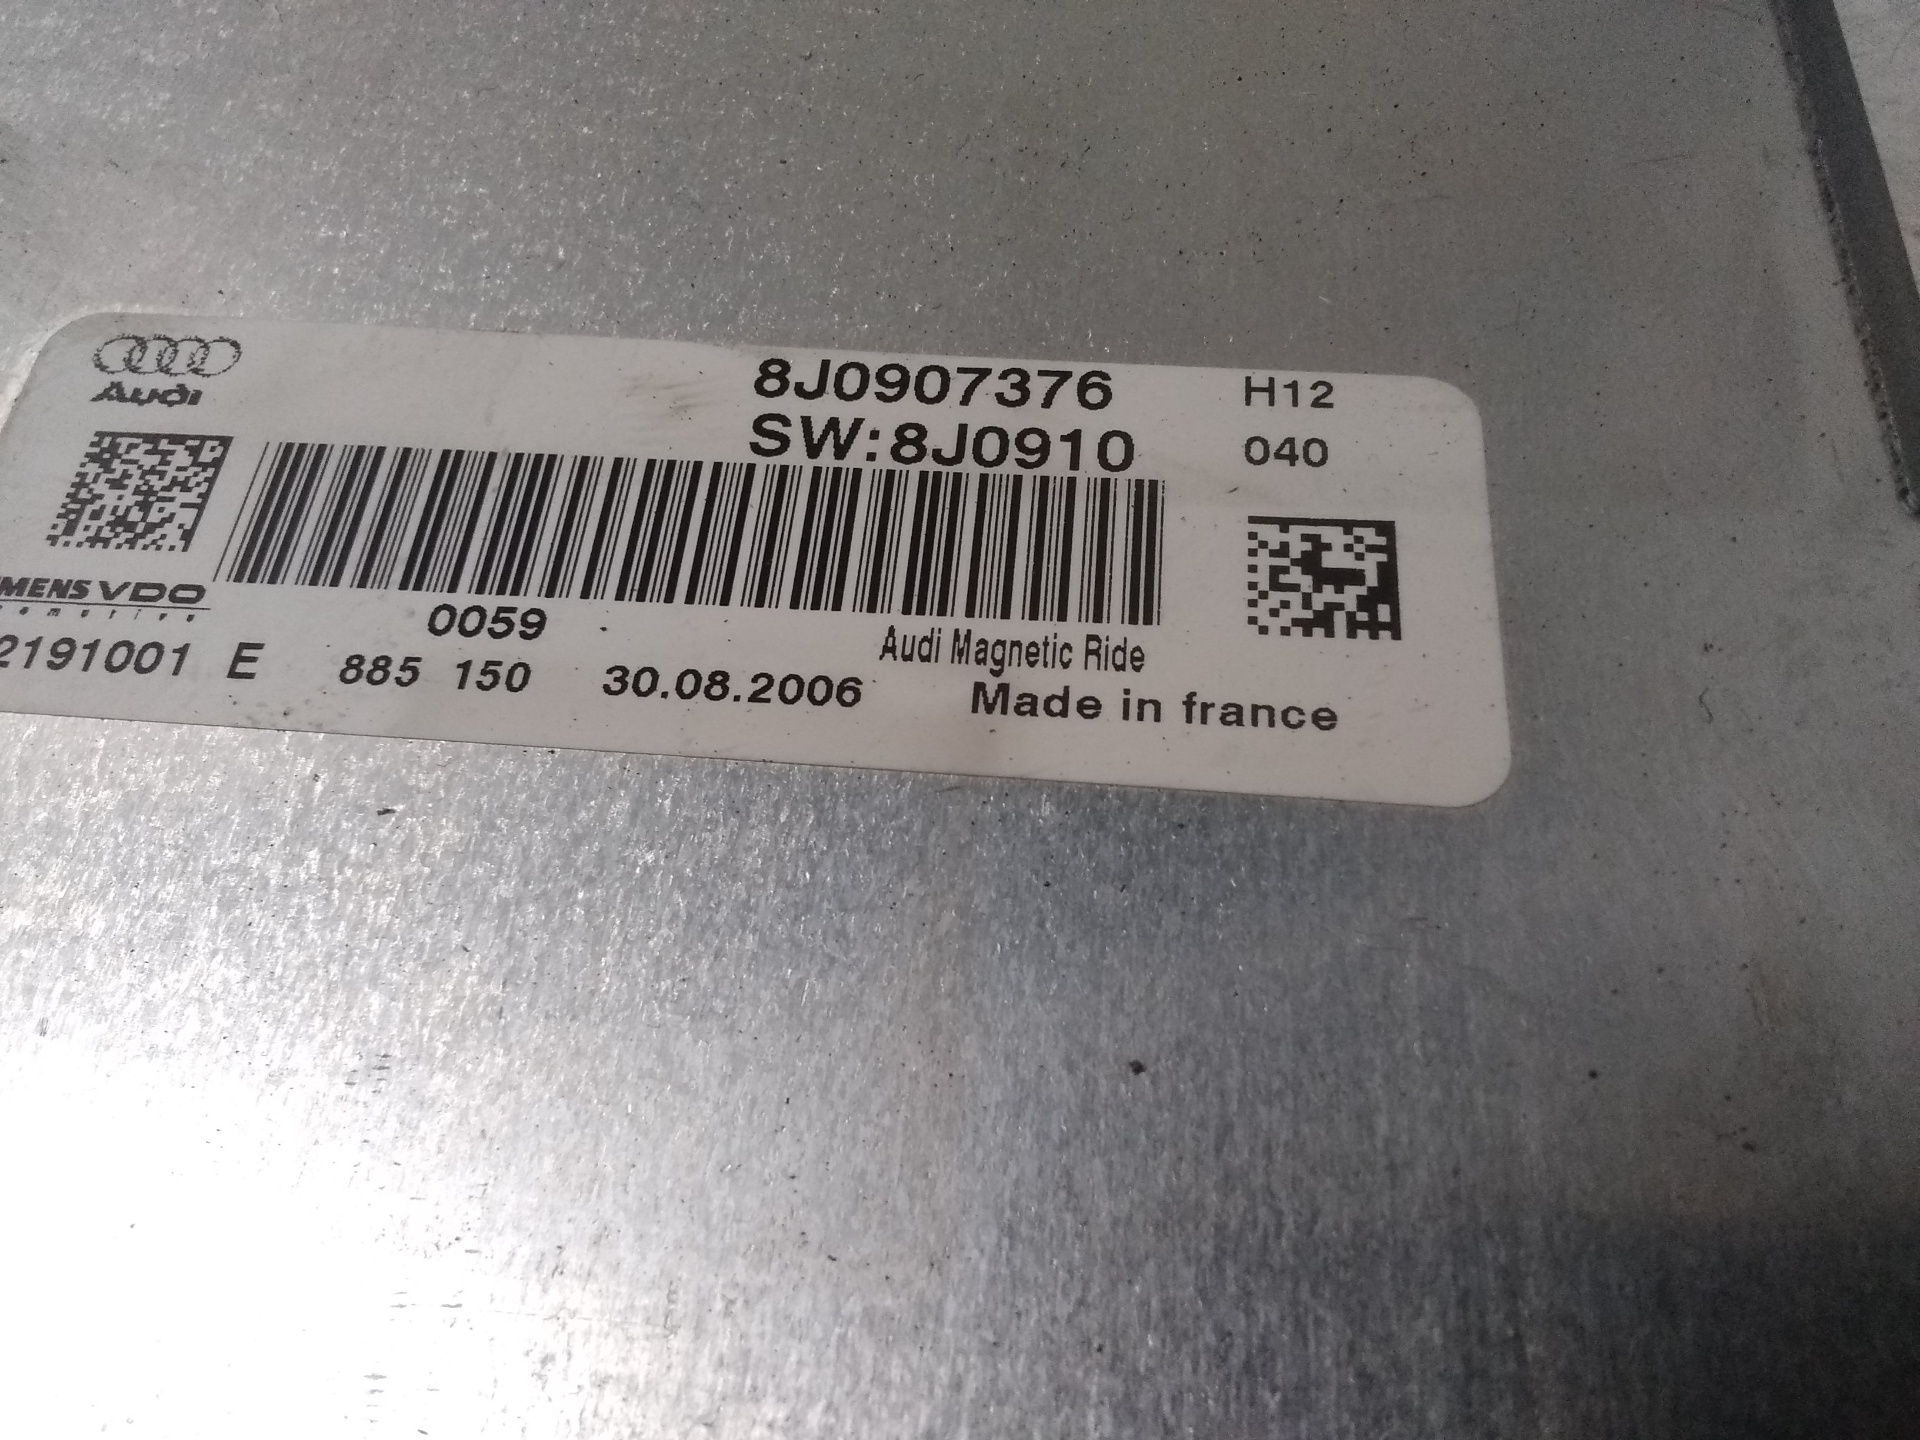 Audi
8J0907376 H12
SW:8J0910 040
VDO
0059
Audi Magnetic Ride
2191001 E 885 150 30.08.2006 Made in france